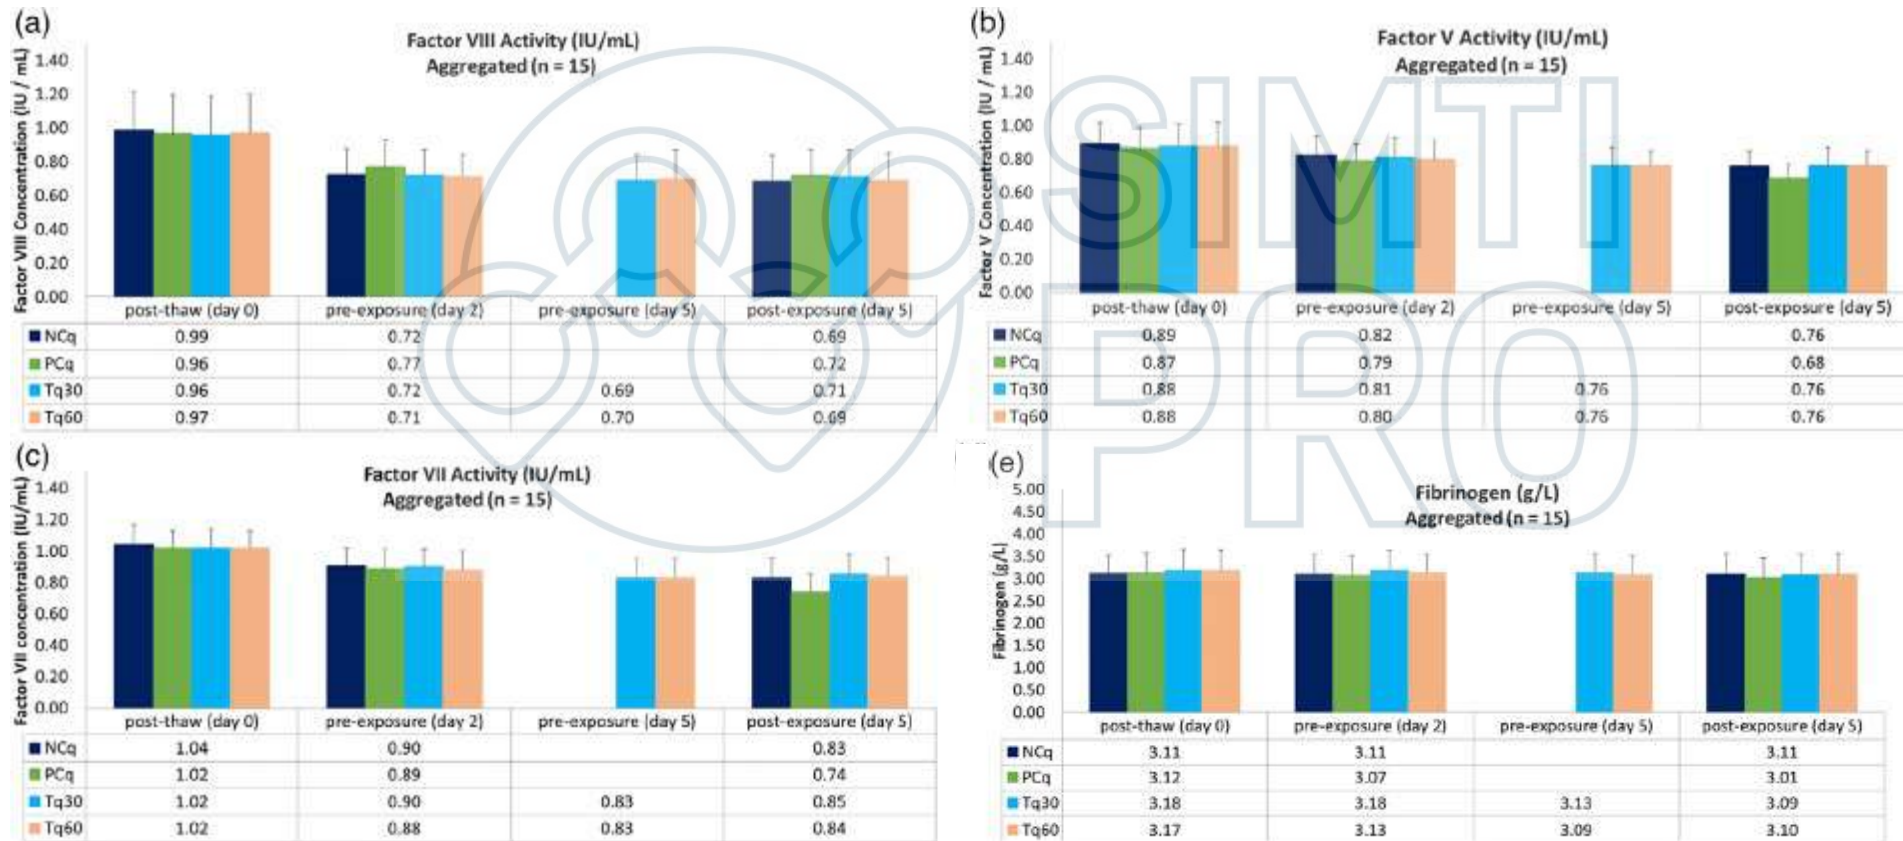 (a)
Factor VIII Activity (IU/mL)
Aggregated (n = 15)
Factor VIII Concentration (IU / mL)
1.40
1.20
1.00
0.80
0.60
0.40
0.20
0.00
post-thaw (day 0) pre-exposure (day 2) pre-exposure (day 5) post-exposure (day 5)
NCq 0.99 0.72 0.69
PCq 0.96 0.77 0.72
Tq30 0.96 0.72 0.69 0.71
Tq60 0.97 0.71 0.70 0.69
(b)
Factor V Activity (IU/mL)
Aggregated (n = 15)
Factor V Concentration (IU / mL)
1.40
1.20
1.00
0.80
0.60
0.40
0.20
0.00
post-thaw (day 0) pre-exposure (day 2) pre-exposure (day 5) post-exposure (day 5)
NCq 0.89 0.82 0.76
PCq 0.87 0.79 0.68
Tq30 0.88 0.81 0.76 0.76
Tq60 0.88 0.80 0.76 0.76
(c)
Factor VII Activity (IU/mL)
Aggregated (n = 15)
Factor VII concentration (IU/mL)
1.40
1.20
1.00
0.80
0.60
0.40
0.20
0.00
post-thaw (day 0) pre-exposure (day 2) pre-exposure (day 5) post-exposure (day 5)
NCq 1.04 0.90 0.83
PCq 1.02 0.89 0.74
Tq30 1.02 0.90 0.83 0.85
Tq60 1.02 0.88 0.83 0.84
(e)
Fibrinogen (g/L)
Aggregated (n = 15)
Fibrinogen (g/L)
5.00
4.50
4.00
3.50
3.00
2.50
2.00
1.50
1.00
0.50
0.00
post-thaw (day 0) pre-exposure (day 2) pre-exposure (day 5) post-exposure (day 5)
NCq 3.11 3.11 3.11
PCq 3.12 3.07 3.01
Tq30 3.18 3.18 3.13 3.09
Tq60 3.17 3.13 3.09 3.10
SIMTI
PRO